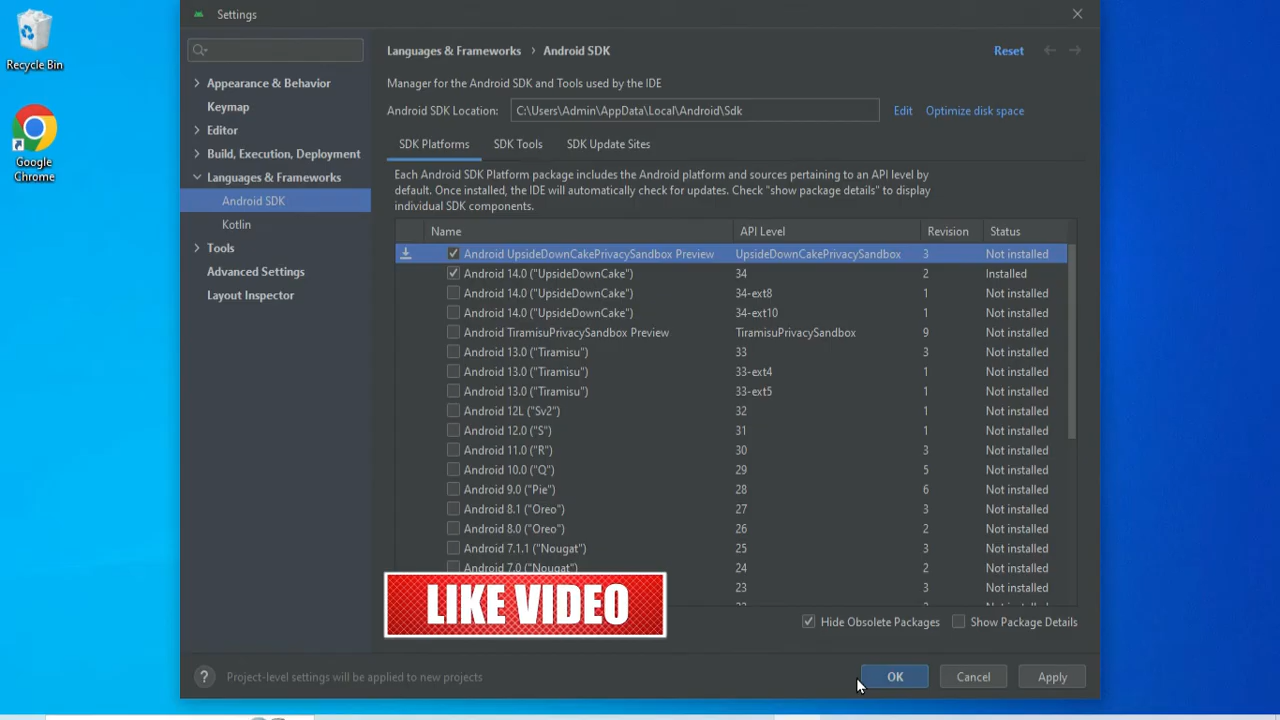 Recycle Bin
Google
Chrome
Settings
Languages & Frameworks › Android SDK
Reset
Appearance & Behavior
Keymap
Editor
Build, Execution, Deployment
Languages & Frameworks
Android SDK
Kotlin
Tools
Advanced Settings
Layout Inspector
Manager for the Android SDK and Tools used by the IDE
Android SDK Location: C:\Users\Admin\AppData\Local\Android\Sdk Edit Optimize disk space
SDK Platforms SDK Tools SDK Update Sites
Each Android SDK Platform package includes the Android platform and sources pertaining to an API level by
default. Once installed, the IDE will automatically check for updates. Check "show package details" to display
individual SDK components.
Name API Level Revision Status
Android UpsideDownCakePrivacySandbox Preview UpsideDownCakePrivacySandbox 3 Not installed
Android 14.0 ("UpsideDownCake") 34 2 Installed
Android 14.0 ("UpsideDownCake") 34-ext8 1 Not installed
Android 14.0 ("UpsideDownCake") 34-ext10 1 Not installed
Android TiramisuPrivacySandbox Preview TiramisuPrivacySandbox 9 Not installed
Android 13.0 ("Tiramisu") 33 3 Not installed
Android 13.0 ("Tiramisu") 33-ext4 1 Not installed
Android 13.0 ("Tiramisu") 33-ext5 1 Not installed
Android 12L ("Sv2") 32 1 Not installed
Android 12.0 ("S") 31 1 Not installed
Android 11.0 ("R") 30 3 Not installed
Android 10.0 ("Q") 29 5 Not installed
Android 9.0 ("Pie") 28 6 Not installed
Android 8.1 ("Oreo") 27 3 Not installed
Android 8.0 ("Oreo") 26 2 Not installed
Android 7.1.1 ("Nougat") 25 3 Not installed
Android 7.0 ("Nougat") 24 2 Not installed
23 3 Not installed
LIKE VIDEO
Hide Obsolete Packages Show Package Details
? Project-level settings will be applied to new projects
OK Cancel Apply